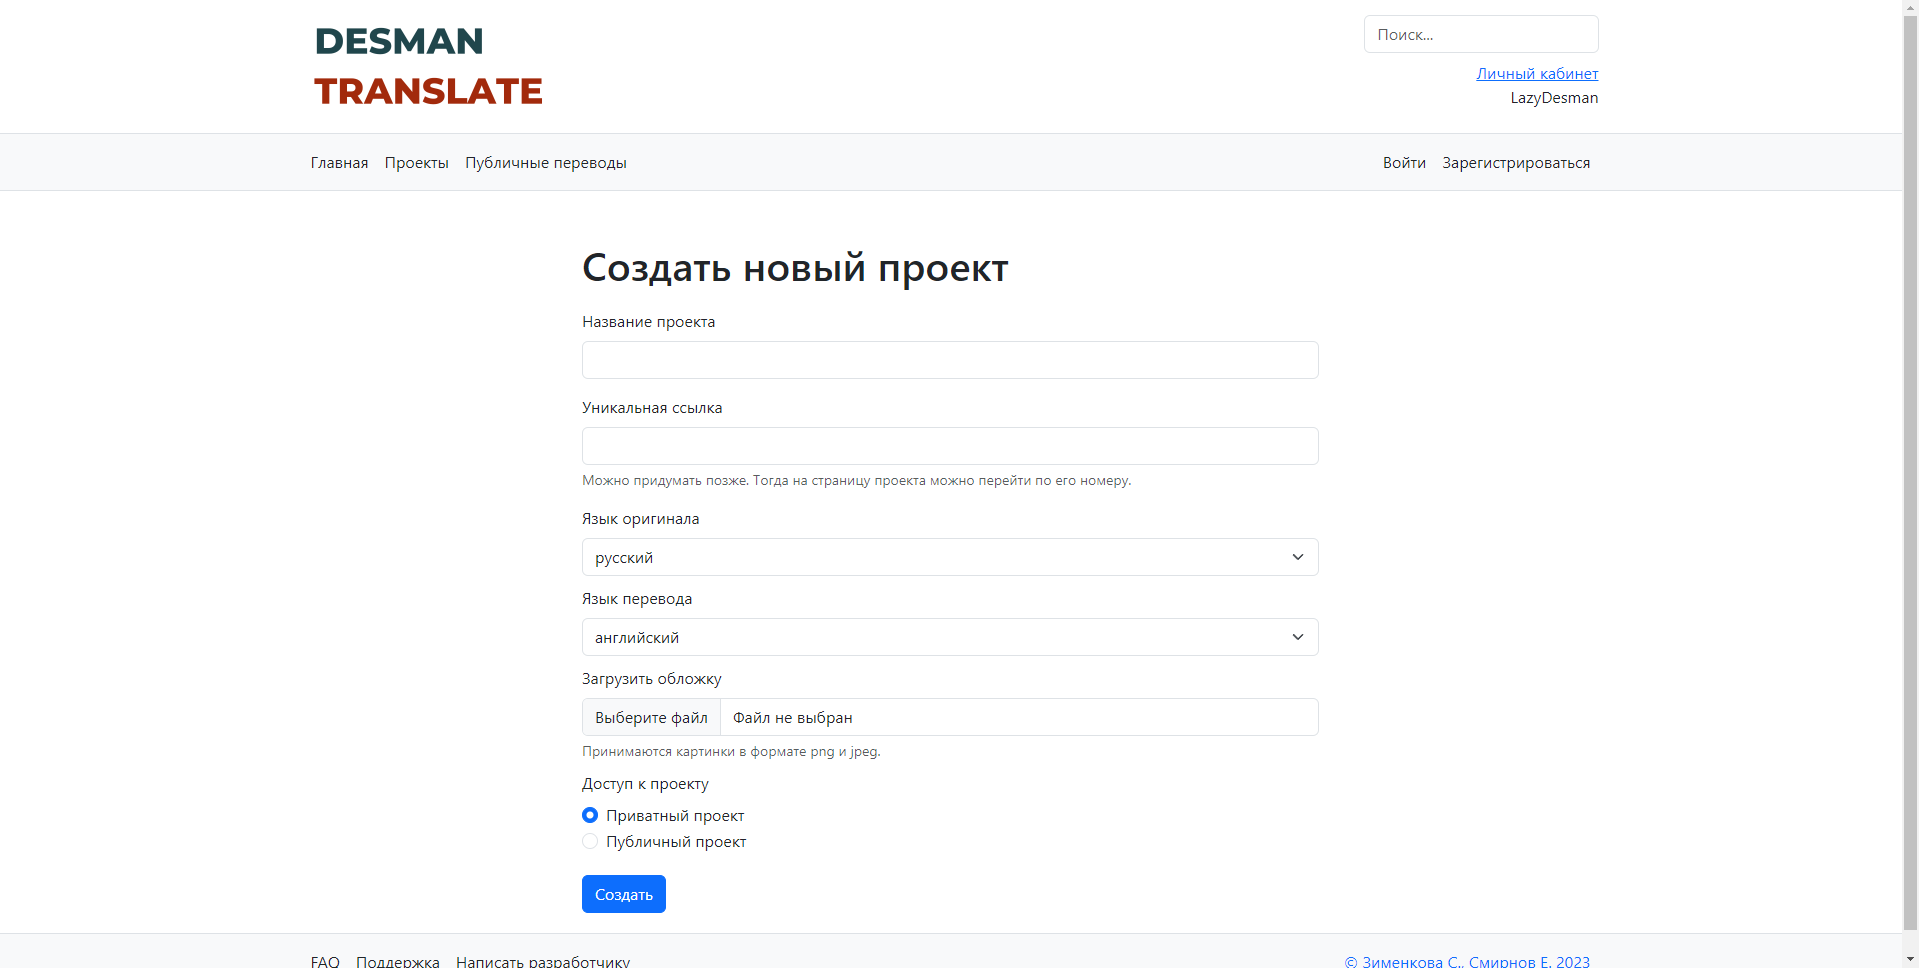 DESMAN
TRANSLATE
Поиск...
Личный кабинет
LazyDesman
Главная Проекты Публичные переводы
Войти Зарегистрироваться
Создать новый проект
Название проекта
Уникальная ссылка
Можно придумать позже. Тогда на страницу проекта можно перейти по его номеру.
Язык оригинала
русский
Язык перевода
английский
Загрузить обложку
Выберите файл Файл не выбран
Принимаются картинки в формате png и jpeg.
Доступ к проекту
Приватный проект
Публичный проект
Создать
FAQ Поддержка Написать разработчику
© Зименкова С., Смирнов Е. 2023